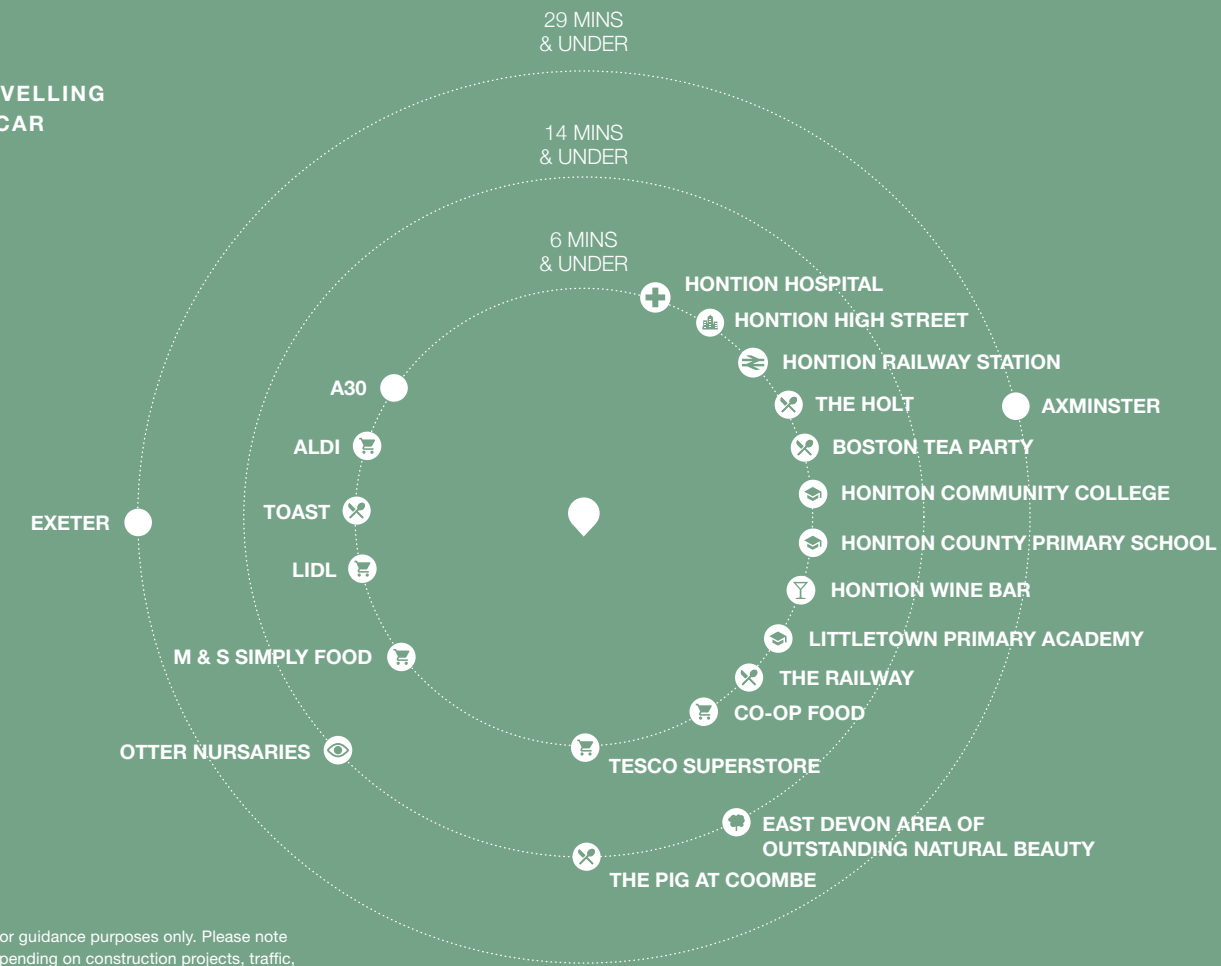 29 MINS
& UNDER
VELLING
CAR
14 MINS
& UNDER
6 MINS
& UNDER
HONTION HOSPITAL
HONTION HIGH STREET
HONTION RAILWAY STATION
A30
THE HOLT
AXMINSTER
ALDI
BOSTON TEA PARTY
HONITON COMMUNITY COLLEGE
TOAST
EXETER
HONITON COUNTY PRIMARY SCHOOL
LIDL
HONTION WINE BAR
LITTLETOWN PRIMARY ACADEMY
M & S SIMPLY FOOD
THE RAILWAY
CO-OP FOOD
OTTER NURSARIES
TESCO SUPERSTORE
EAST DEVON AREA OF
OUTSTANDING NATURAL BEAUTY
THE PIG AT COOMBE
or guidance purposes only. Please note
pending on construction projects, traffic,